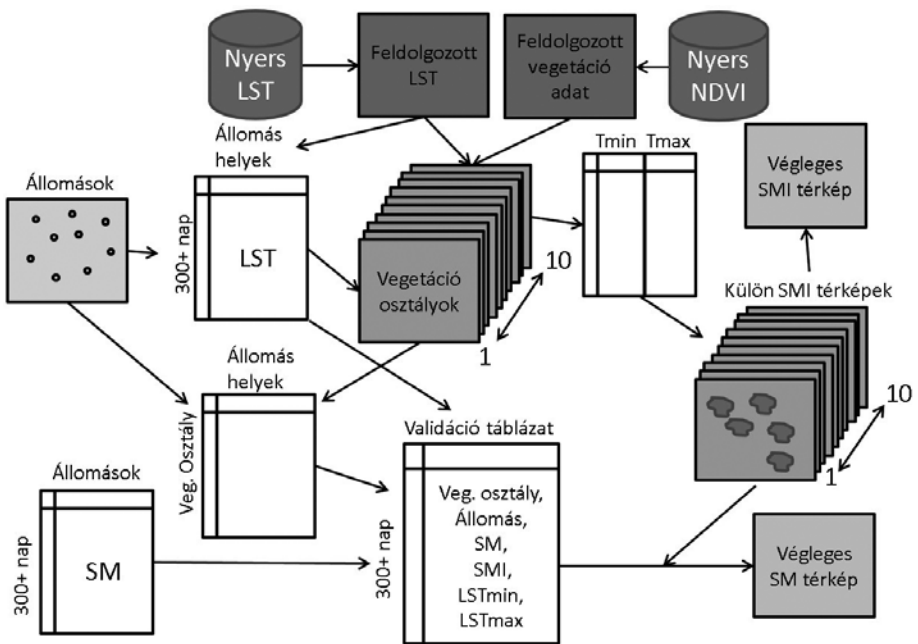 Nyers
LST
Feldolgozott
LST
Feldolgozott
vegetáció
adat
Nyers
NDVI
Állomás
helyek
Tmin Tmax
Végleges
SMI térkép
Állomások
300+ nap
LST
Vegetáció
osztályok
10
1
Külön SMI térképek
10
1
Állomás
helyek
Veg. Osztály
Validáció táblázat
Állomások
300+ nap
SM
300+ nap
Veg. osztály,
Állomás,
SM,
SMI,
LSTmin,
LSTmax
Végleges
SM térkép